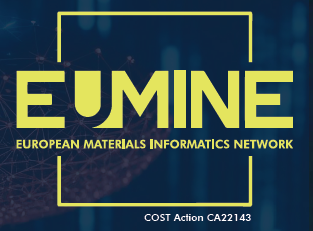 EUMINE
EUROPEAN MATERIALS INFORMATICS NETWORK
COST Action CA22143